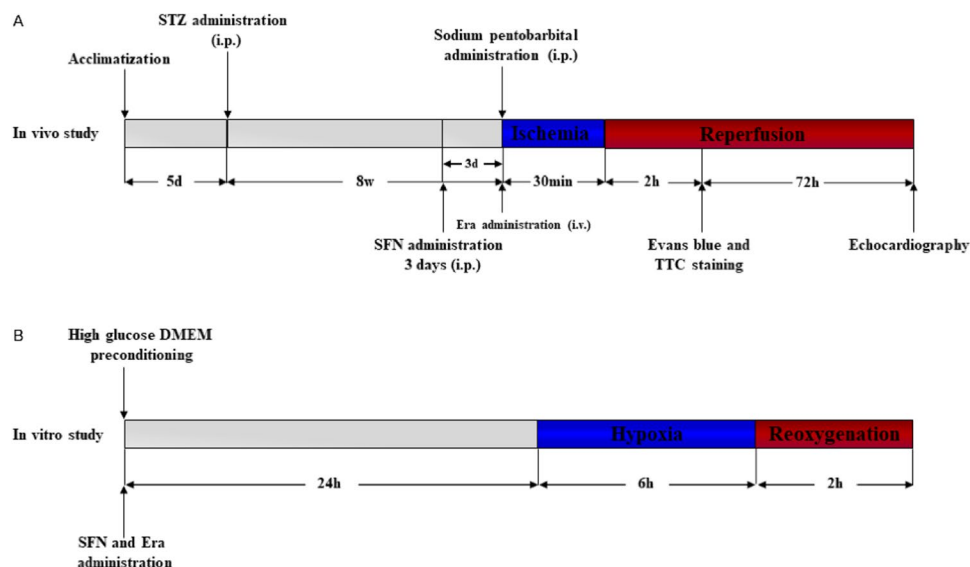 A
STZ administration
(i.p.)
Sodium pentobarbital
administration (i.p.)
Acclimatization
In vivo study
Ischemia
Reperfusion
3d
5d
8w
30min
2h
72h
Era administration (i.v.)
SFN administration
3 days (i.p.)
Evans blue and
TTC staining
Echocardiography
B
High glucose DMEM
preconditioning
In vitro study
Hypoxia
Reoxygenation
24h
6h
2h
SFN and Era
administration